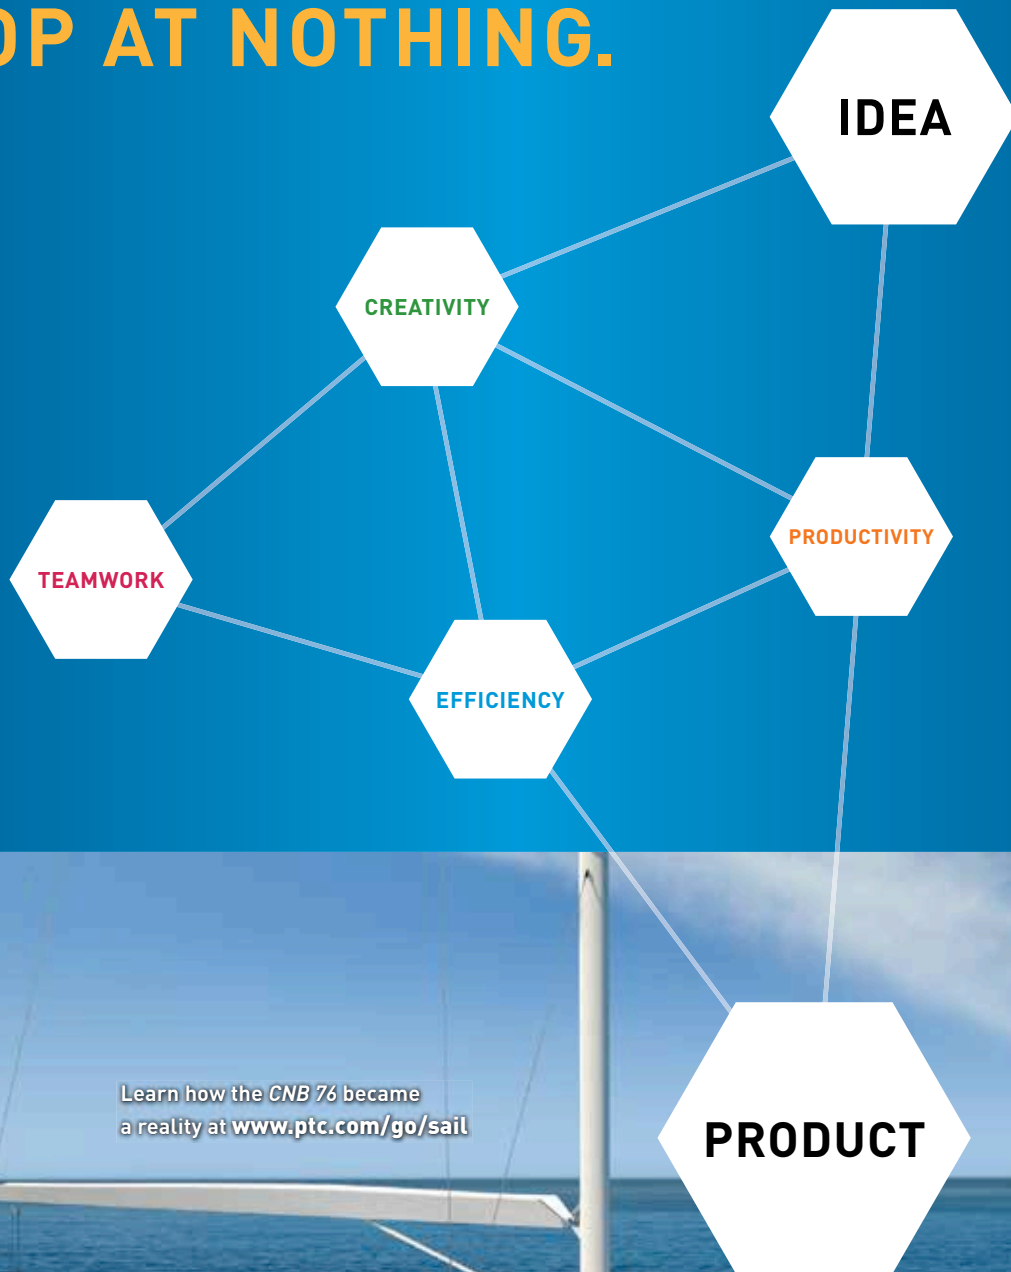 OP AT NOTHING.
IDEA
CREATIVITY
PRODUCTIVITY
TEAMWORK
EFFICIENCY
Learn how the CNB 76 became
a reality at www.ptc.com/go/sail
PRODUCT